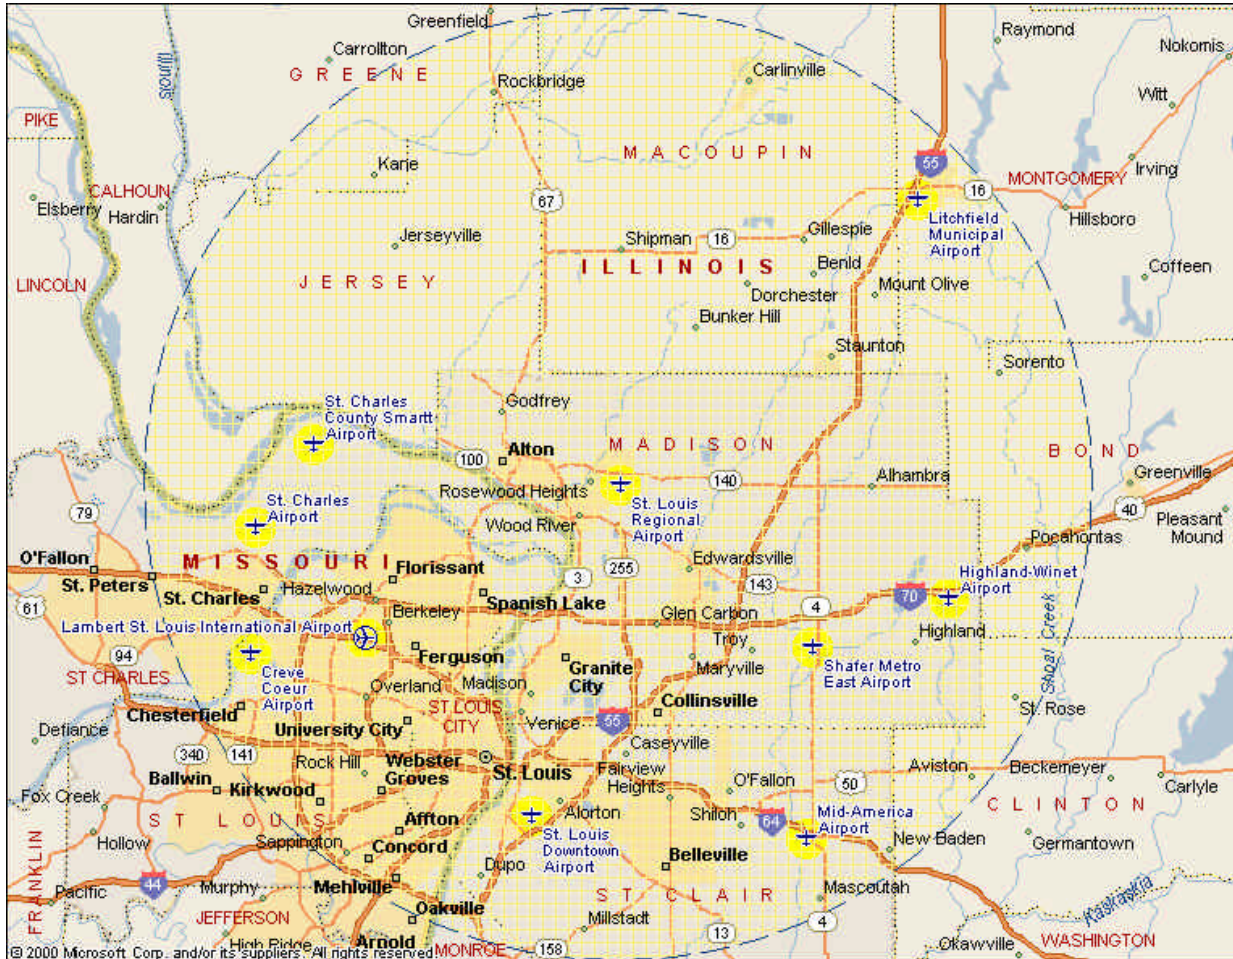 Greenfield
Raymond
Nokomis
Carrollton
GREENE
Illinois
Rockbridge
Carlinville
Witt
PIKE
MACOUPIN
55
Irving
Karie
CALHOUN
16
MONTGOMERY
Elsberry
Hardin
67
Litchfield
Municipal
Airport
Hillsboro
Jerseyville
Shipman
16
Gillespie
ILLINOIS
Benld
Coffeen
LINCOLN
JERSEY
Dorchester
Mount Olive
Bunker Hill
Staunton
Sorento
St. Charles
County Smartt
Airport
Godfrey
Alton
MADISON
BOND
100
140
Alhambra
Greenville
Rosewood Heights
St. Charles
Airport
St. Louis
Regional
Airport
79
Wood River
40
Pleasant
Mound
O'Fallon
MISSOURI
Pocahontas
St. Peters
Florissant
Edwardsville
St. Charles
Hazelwood
3
255
143
Highland-Winet
Airport
61
Berkeley
Spanish Lake
Glen Carbon
4
70
Lambert St. Louis International Airport
Troy
Highland
94
Ferguson
Granite
City
Maryville
Shafer Metro
East Airport
Shoal Creek
ST CHARLES
Creve
Coeur
Airport
Overland
Madison
Collinsville
St. Rose
Chesterfield
ST LOUIS
CITY
Venice
55
Defiance
University City
Caseyville
340
141
Rock Hill
Webster
Groves
St. Louis
Fairview
Heights
O'Fallon
50
Aviston
Beckemeyer
Carlyle
Ballwin
Kirkwood
Alorton
Shiloh
64
Mid-America
Airport
CLINTON
Fox Creek
ST LOUIS
Affton
St. Louis
Downtown
Airport
New Baden
Germantown
Hollow
Sappington
Concord
Dupo
Belleville
FRANKLIN
Pacific
44
Murphy
Mehlville
ST CLAIR
Mascoutah
Kaskaskia
JEFFERSON
Oakville
Millstadt
4
High Ridge
Arnold
MONROE
158
13
Okawville
WASHINGTON
© 2000 Microsoft Corp. and/or its suppliers. All rights reserved.